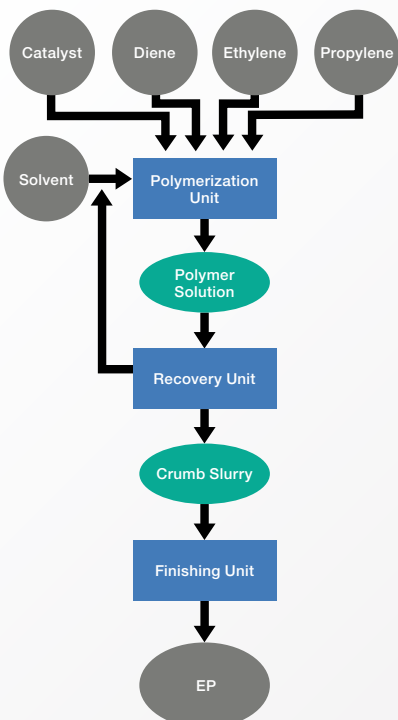 Catalyst
Diene
Ethylene
Propylene
Solvent
Polymerization
Unit
Polymer
Solution
Recovery Unit
Crumb Slurry
Finishing Unit
EP